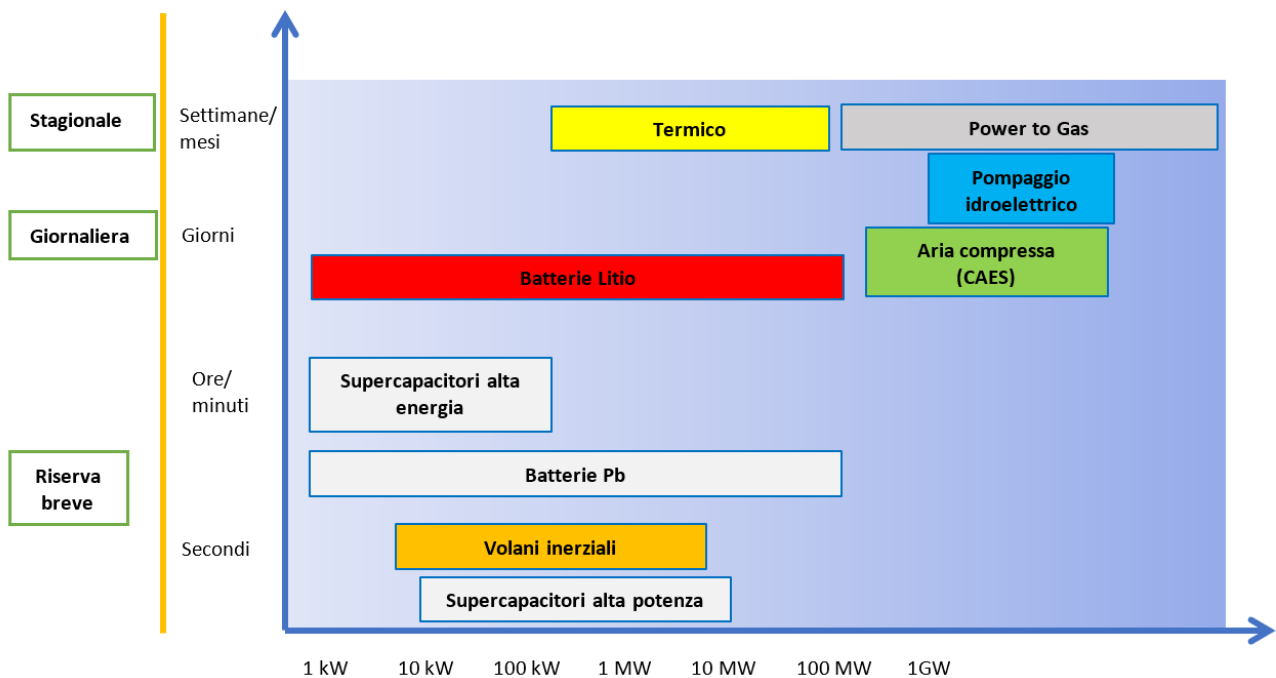 Stagionale
Settimane/
mesi
Termico
Power to Gas
Pompaggio
idroelettrico
Giornaliera
Giorni
Aria compressa
(CAES)
Batterie Litio
Ore/
minuti
Supercapacitori alta
energia
Riserva
breve
Batterie Pb
Secondi
Volani inerziali
Supercapacitori alta potenza
1 kW
10 kW
100 kW
1 MW
10 MW
100 MW
1GW